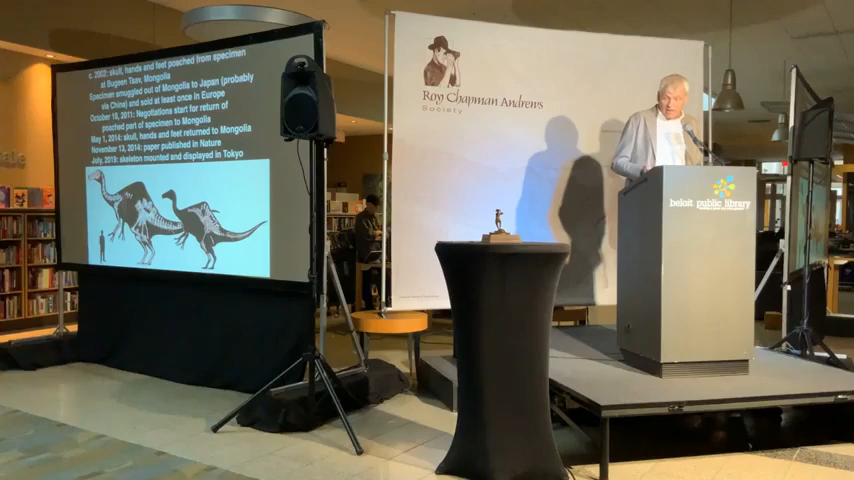 c. 2002: skull, hands and feet poached from specimen
at Bugeen Tsav, Mongolia
Specimen smuggled out of Mongolia to Japan (probably
via China) and sold at least once in Europe
October 18, 2011: Negotiations start for return of
poached part of specimen to Mongolia
May 1, 2014: skull, hands and feet returned to Mongolia
November 13, 2014: paper published in Nature
July, 2019: skeleton mounted and displayed in Tokyo
Roy Chapman Andrews
Society
beloit public library